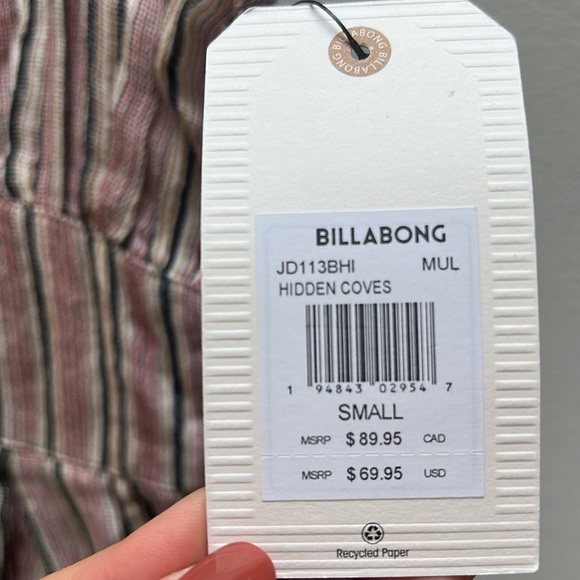 BILLABONG BILLABONG
BILLABONG
JD113BHI MUL
HIDDEN COVES
1 94843 02954 7
SMALL
MSRP $89.95 CAD
MSRP $69.95 USD
Recycled Paper